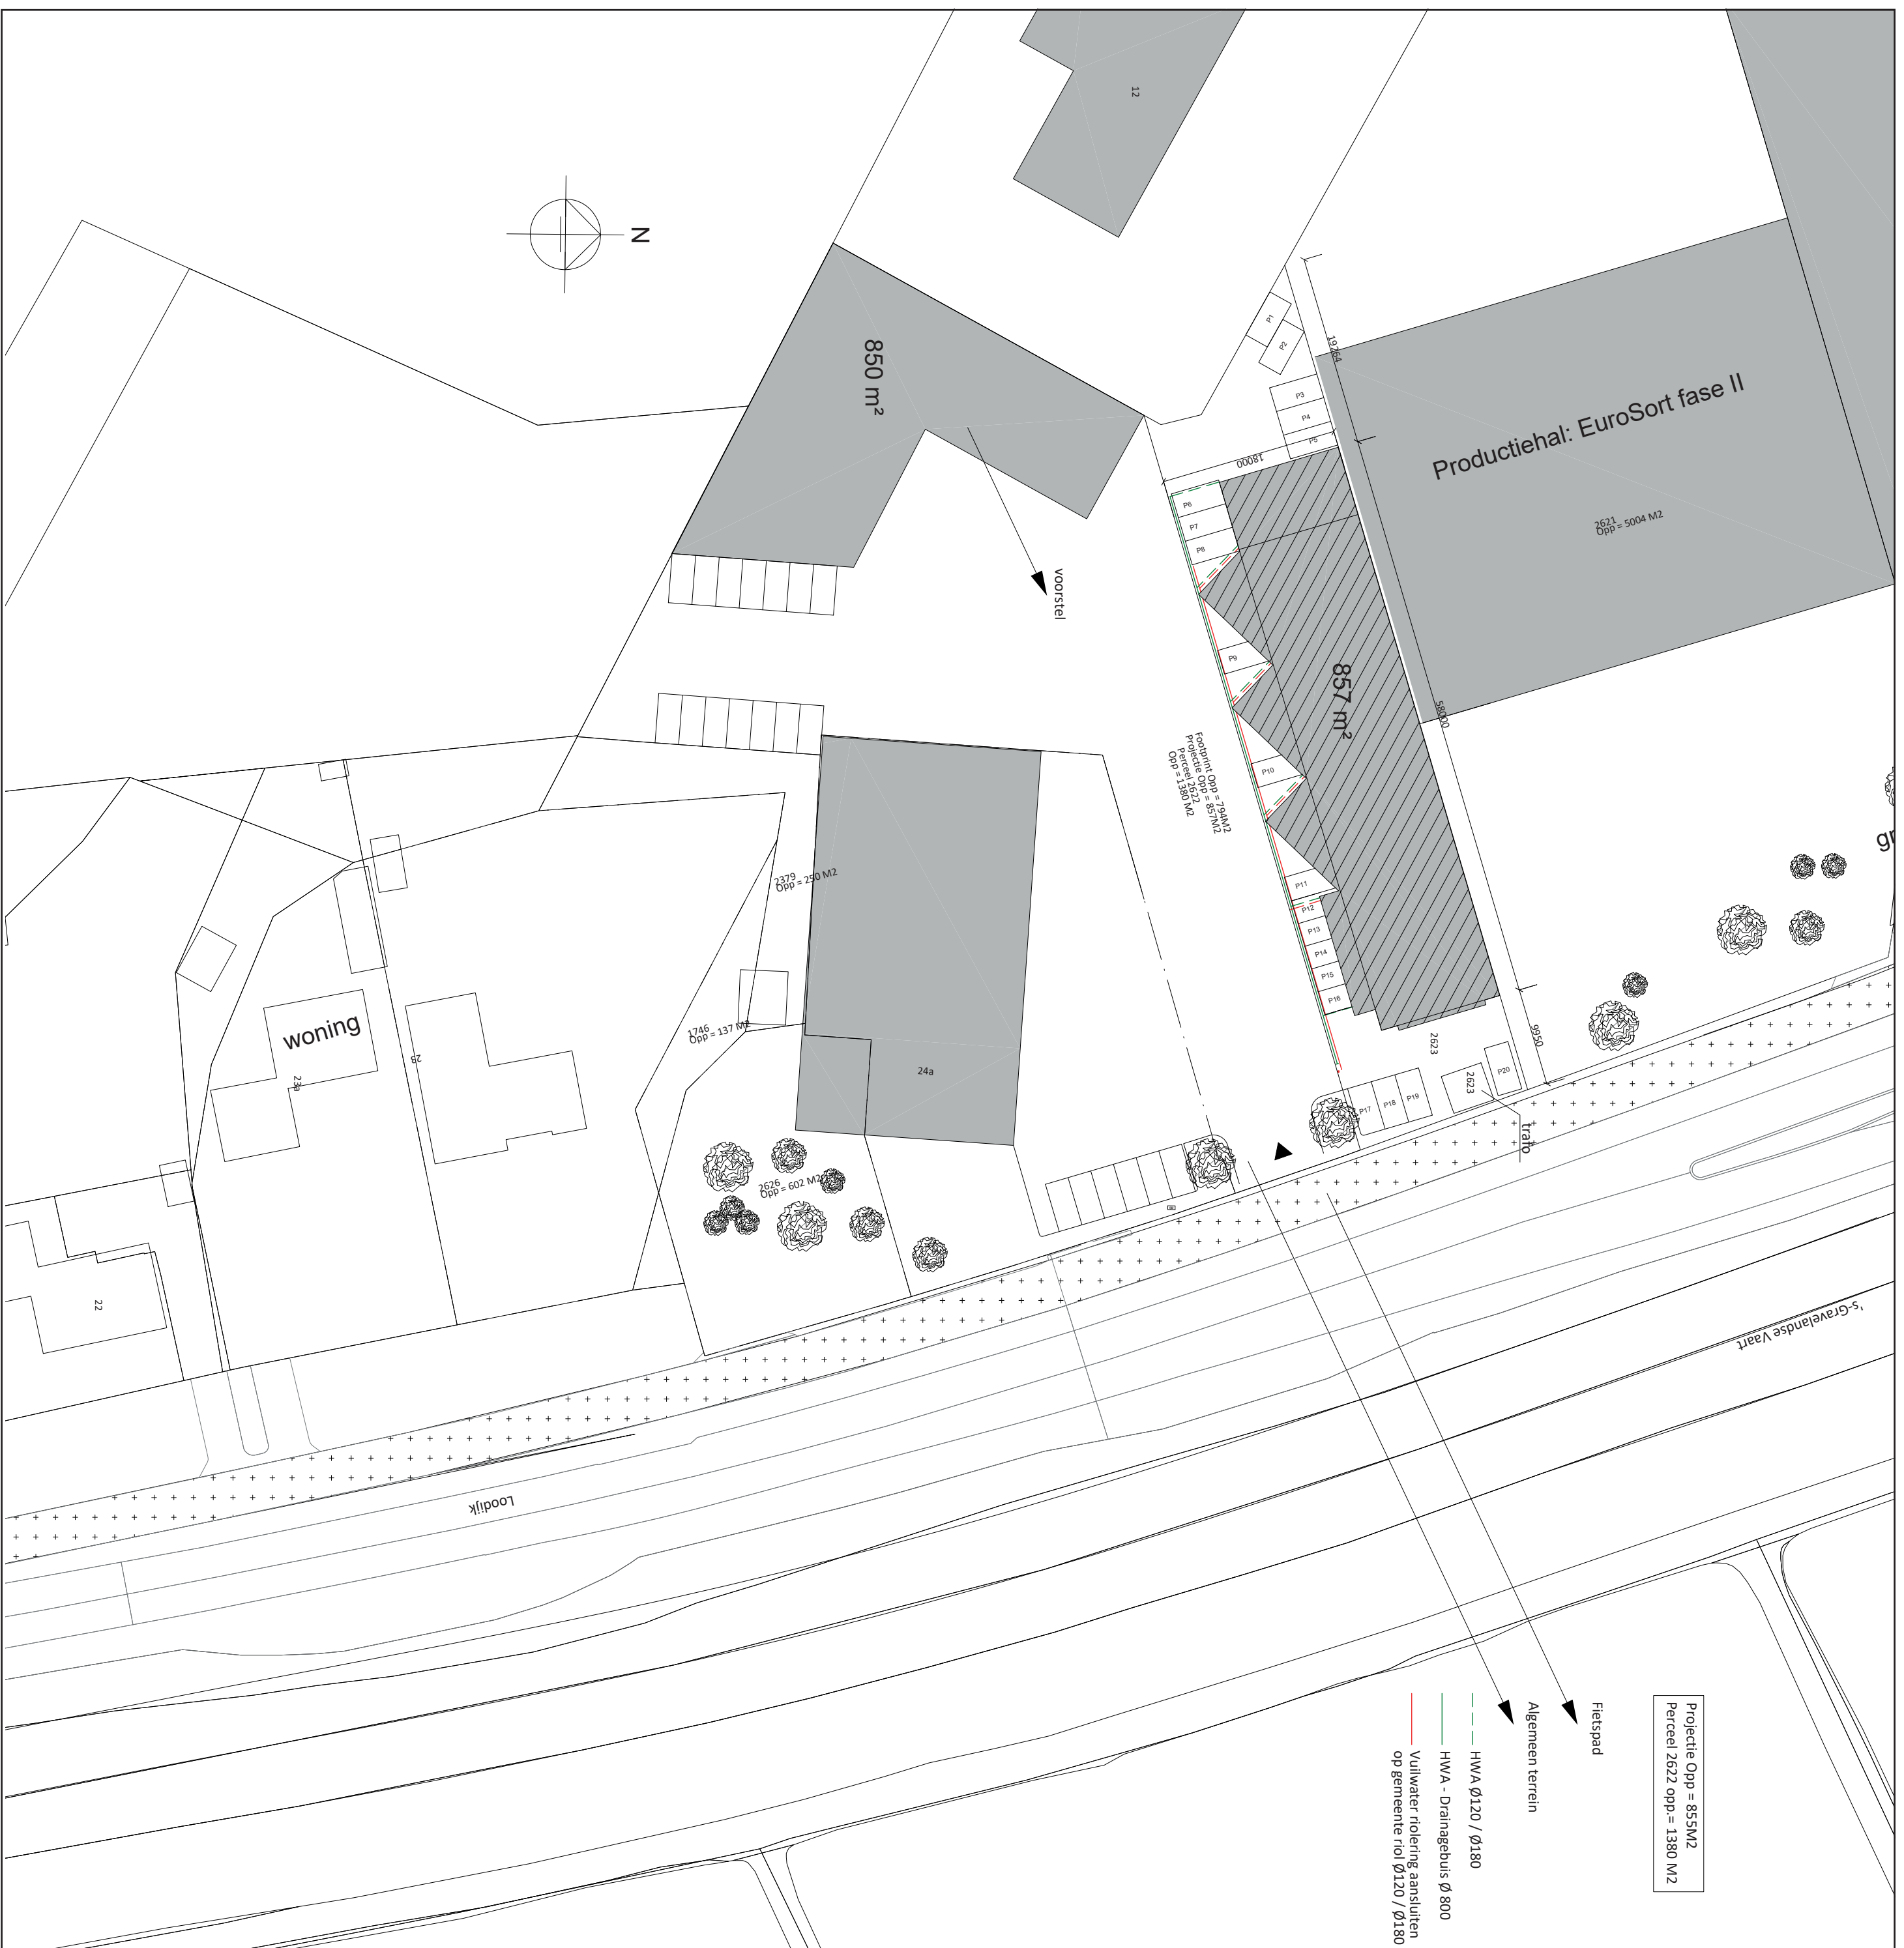 12
N
850 m²
voorstel
P1
P2
P3
P4
P5
19764
18000
Productiehal: EuroSort fase II
2621
Opp = 5004 M2
P6
P7
P8
P9
P10
P11
P12
P13
P14
P15
P16
857 m²
58000
Footprint Opp = 794M2
Projectie Opp = 857M2
Perceel 2622
Opp = 1380 M2
gr
2379
Opp = 250 M2
1746
Opp = 137 M2
24a
woning
23a
23
2626
Opp = 602 M2
22
2623
2623
9950
P17
P18
P19
P20
trafo
's-Gravelandse Vaart
Loodijk
Fietspad
Algemeen terrein
HWA Ø120 / Ø180
HWA - Drainagebuis Ø 800
Vuilwater riolering aansluiten
op gemeente riol Ø120 / Ø180
Projectie Opp = 855M2
Perceel 2622 opp.= 1380 M2